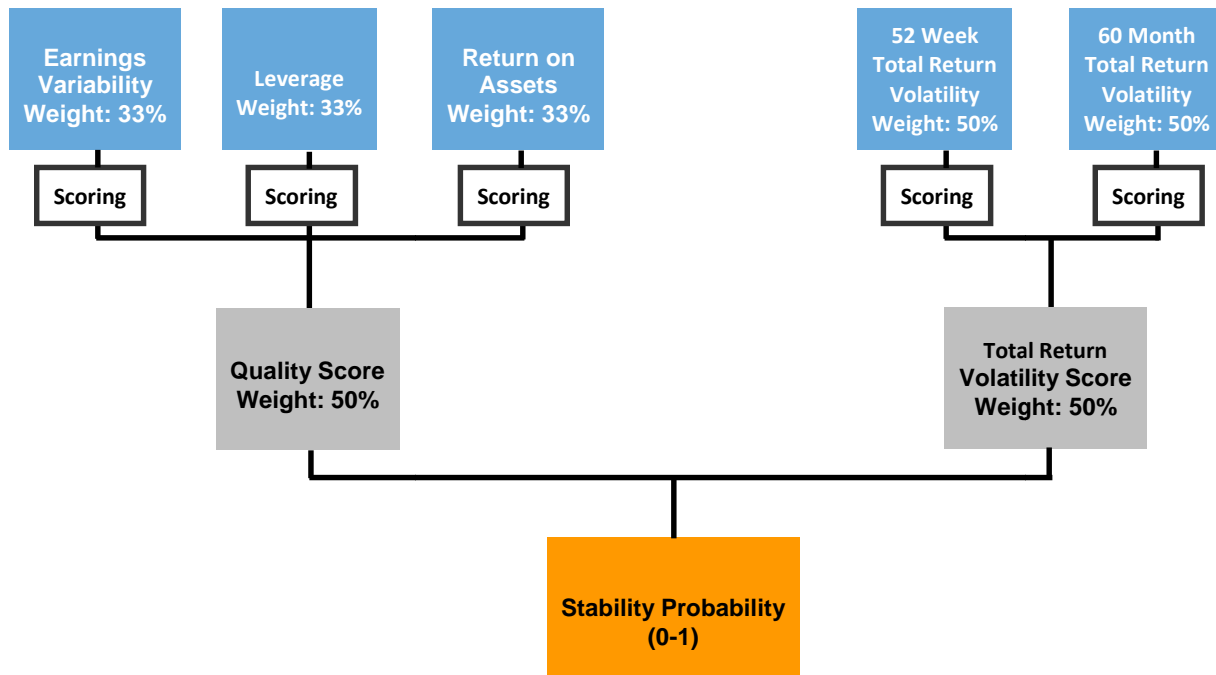 Earnings
Variability
Weight: 33%
Leverage
Weight: 33%
Return on
Assets
Weight: 33%
52 Week
Total Return
Volatility
Weight: 50%
60 Month
Total Return
Volatility
Weight: 50%
Scoring
Scoring
Scoring
Scoring
Scoring
Quality Score
Weight: 50%
Total Return
Volatility Score
Weight: 50%
Stability Probability
(0-1)